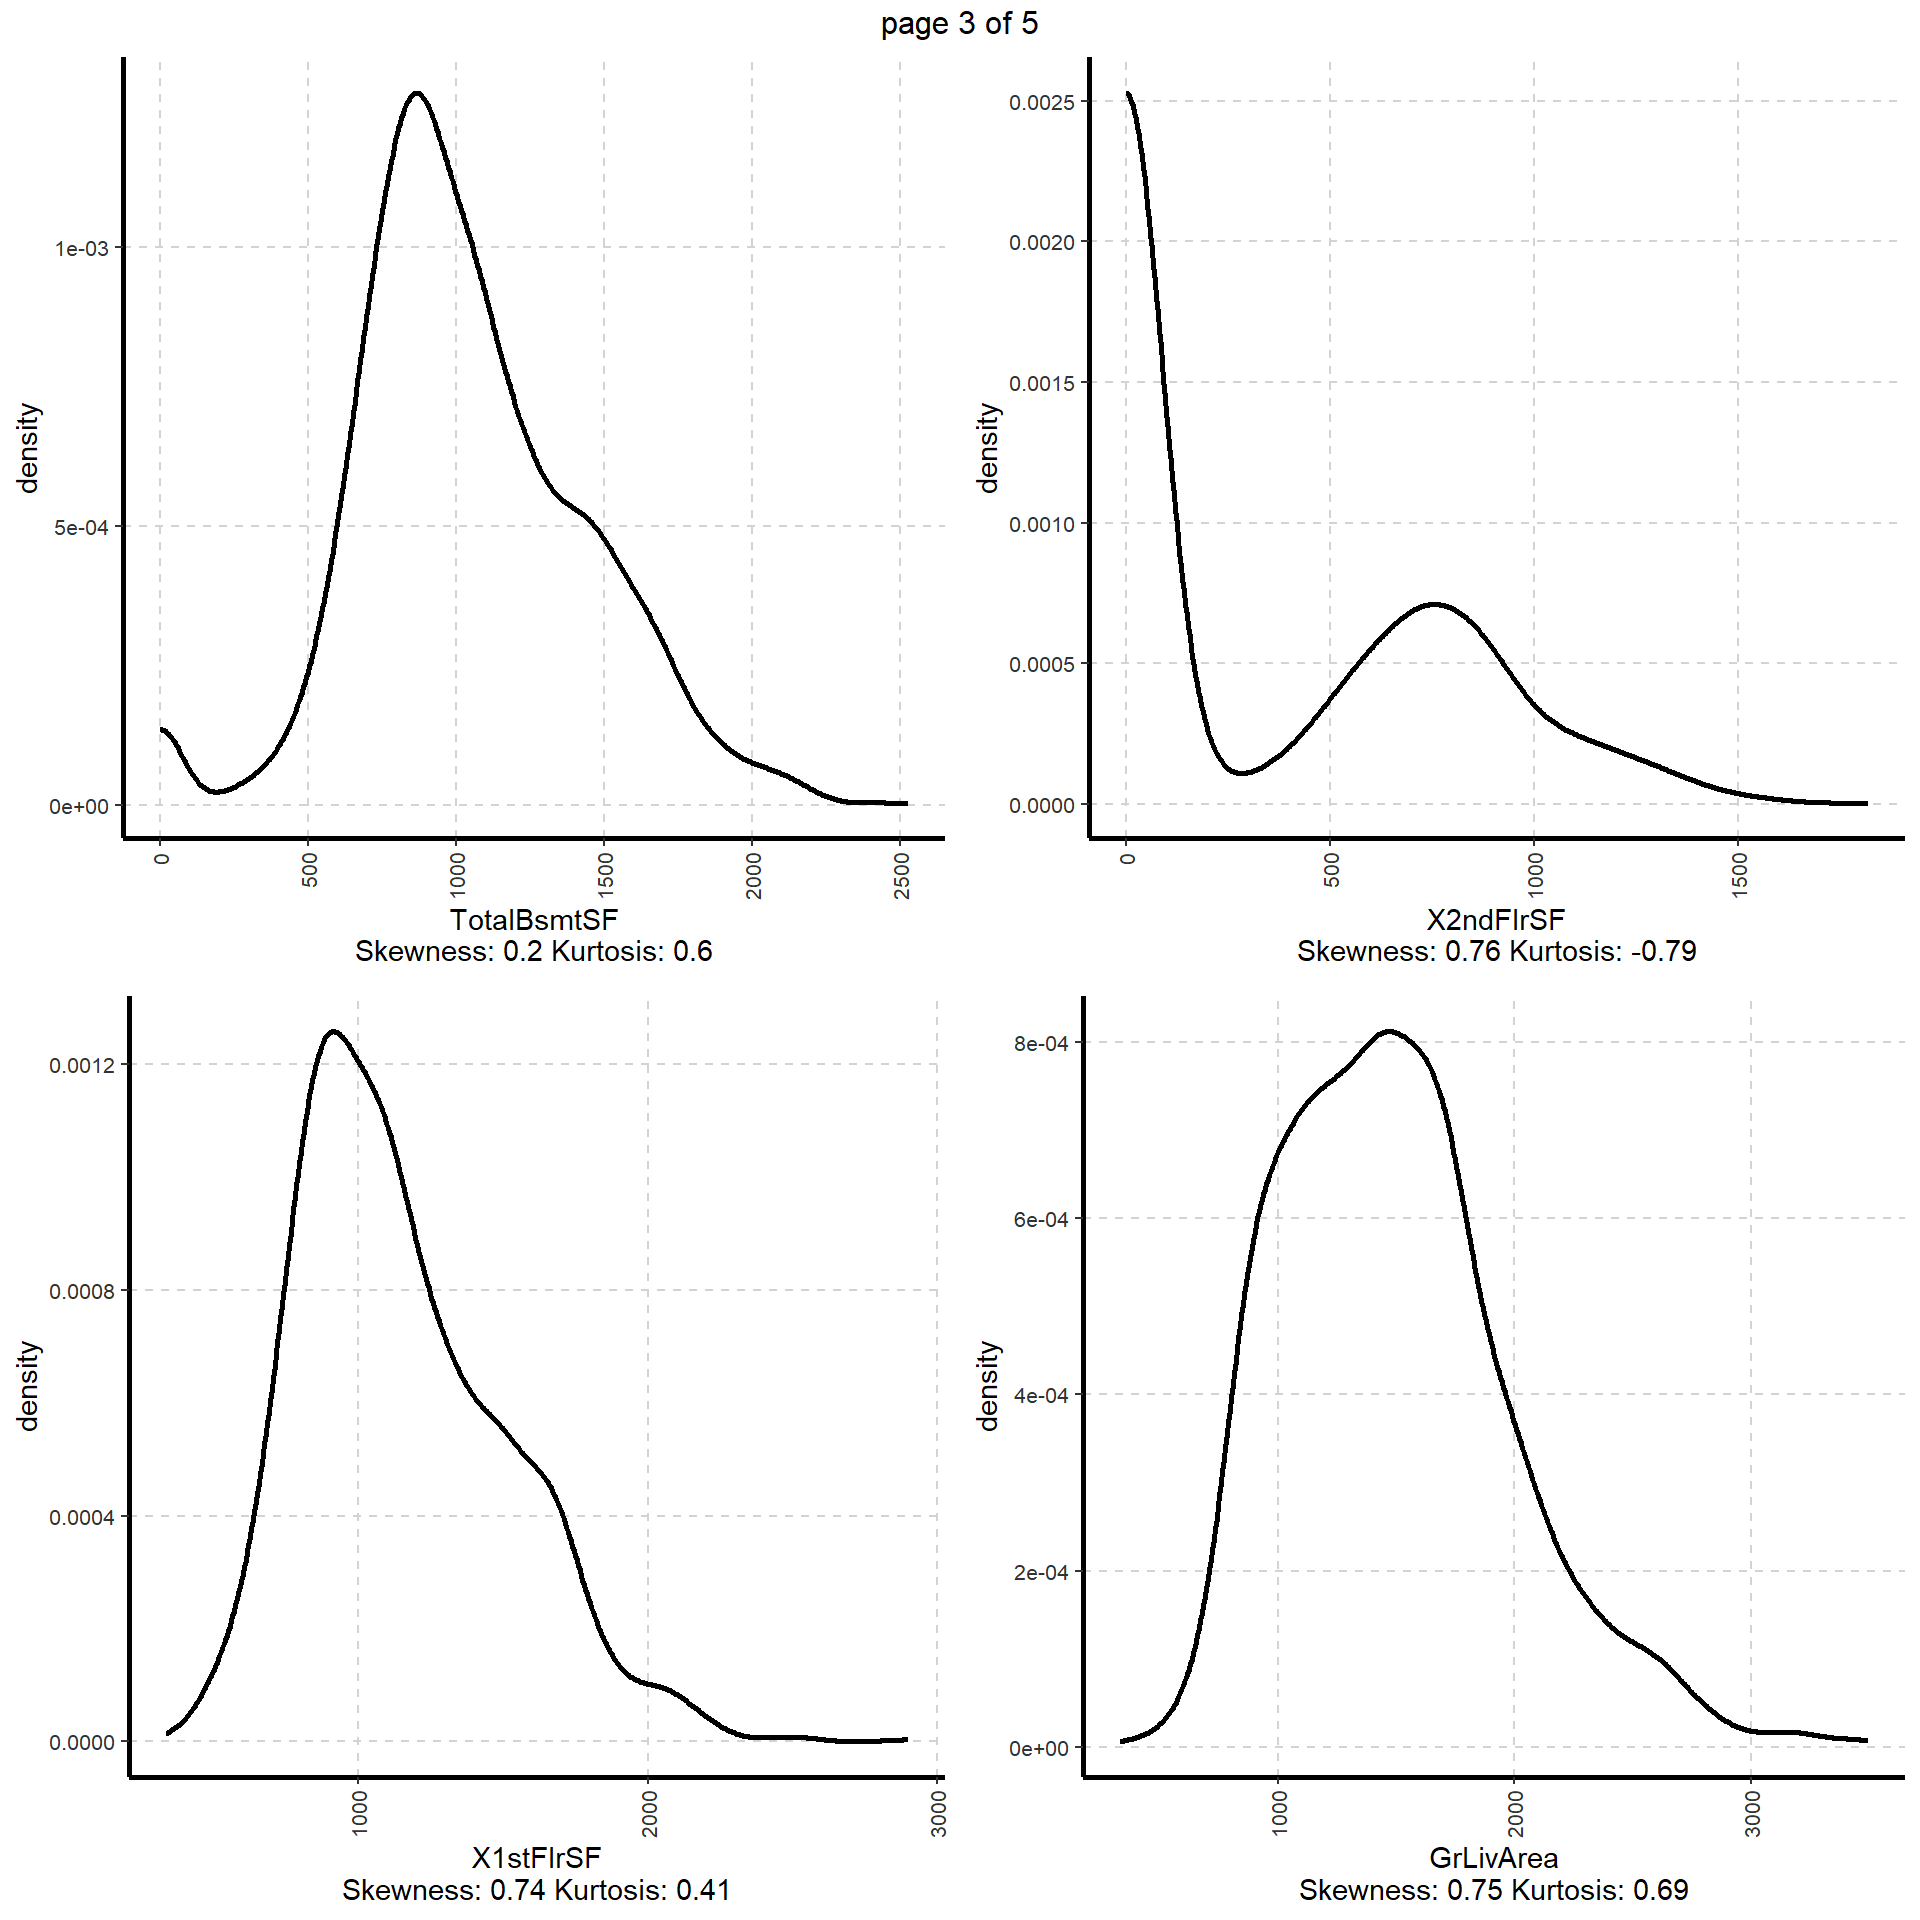 page 3 of 5
density
1e-03
5e-04
0e+00
0
500
1000
1500
2000
2500
TotalBsmtSF
Skewness: 0.2 Kurtosis: 0.6
density
0.0025
0.0020
0.0015
0.0010
0.0005
0.0000
0
500
1000
1500
X2ndFlrSF
Skewness: 0.76 Kurtosis: -0.79
density
0.0012
0.0008
0.0004
0.0000
1000
2000
3000
X1stFlrSF
Skewness: 0.74 Kurtosis: 0.41
density
8e-04
6e-04
4e-04
2e-04
0e+00
1000
2000
3000
GrLivArea
Skewness: 0.75 Kurtosis: 0.69